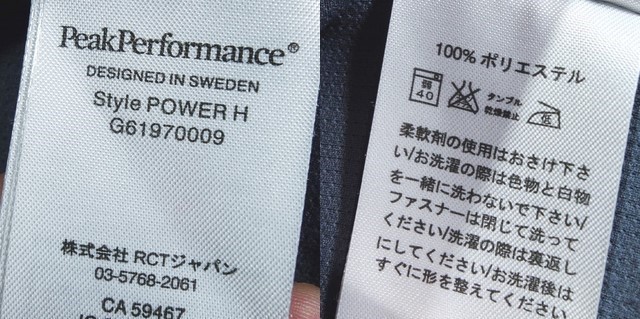 PeakPerformance®
DESIGNED IN SWEDEN
Style POWER H
G61970009
株式会社 RCTジャパン
03-5768-2061
CA 59467
100% ポリエステル
弱
40
タンブル
乾燥禁止
低
柔軟剤の使用はおさけ下さ
い/お洗濯の際は色物と白物
を一緒に洗わないで下さい/
ファスナーは閉じて洗って
ください/洗濯の際は裏返し
にしてください/お洗濯後は
すぐに形を整えてください